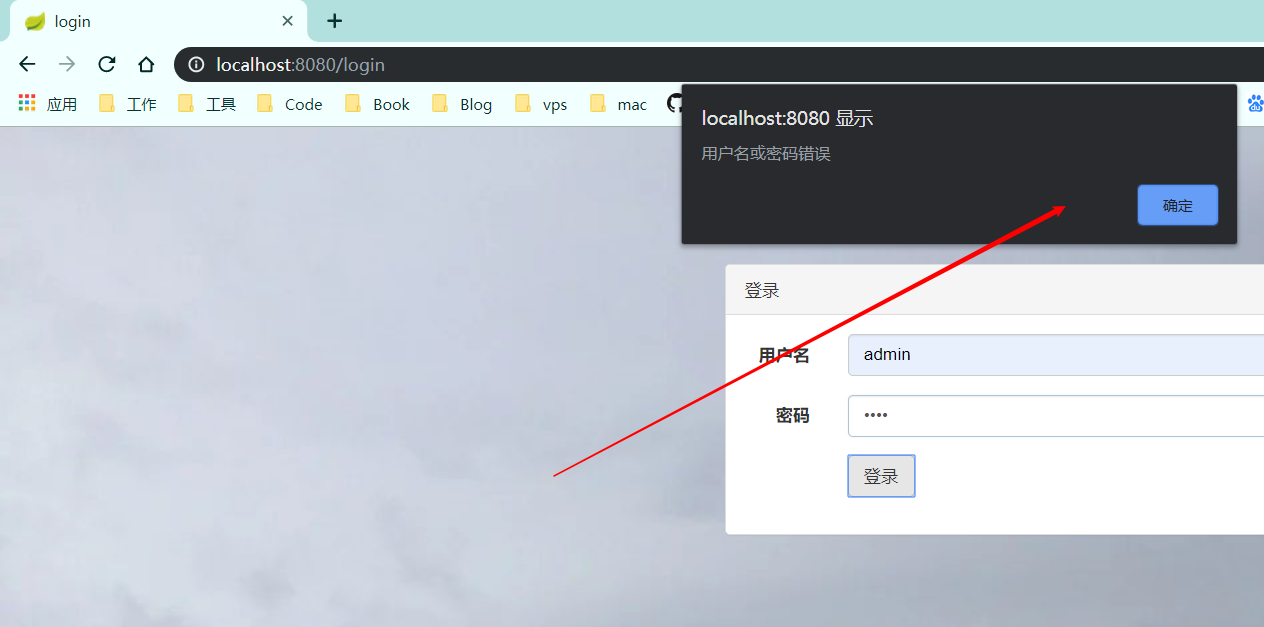 login
localhost:8080/login
应用 工作 工具 Code Book Blog vps mac
localhost:8080 显示
用户名或密码错误
确定
登录
用户名 admin
密码 ••••
登录